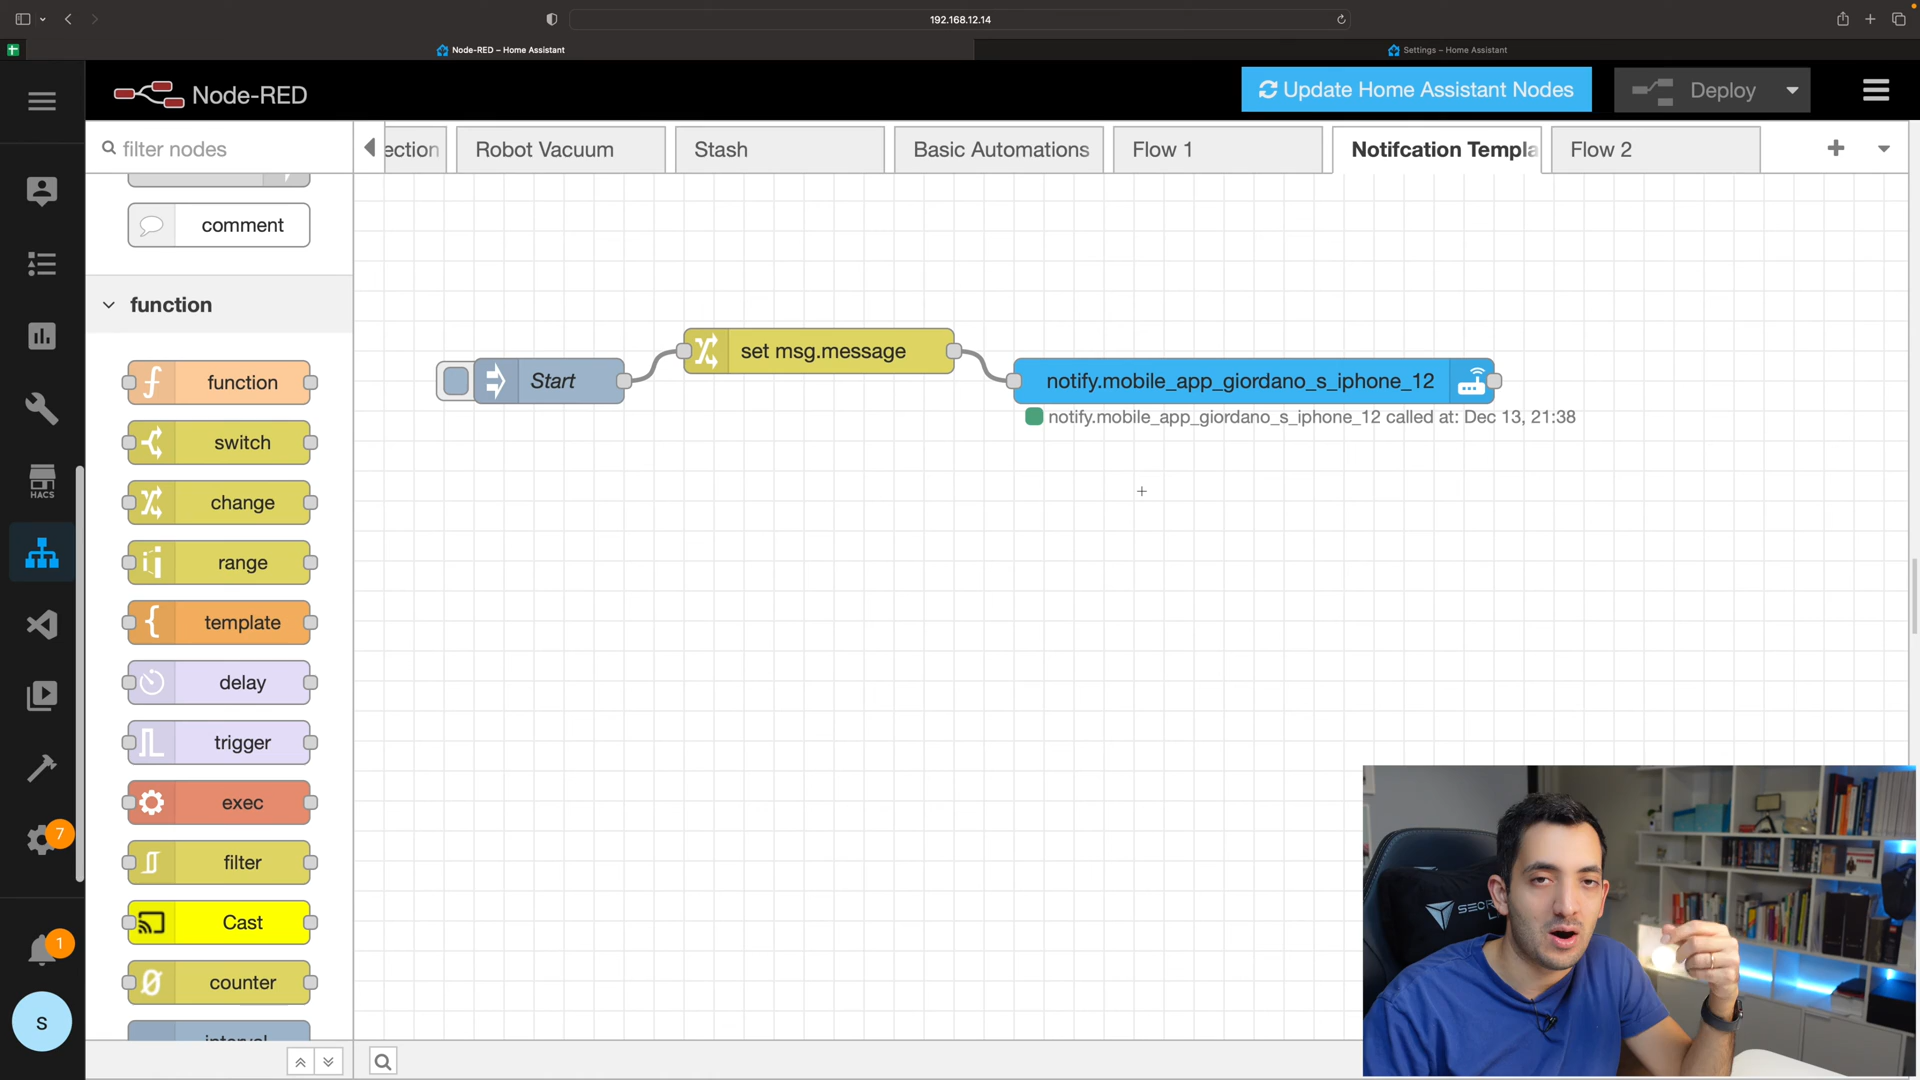 192.168.12.14
Node-RED – Home Assistant
Settings – Home Assistant
Node-RED
Update Home Assistant Nodes
Deploy
filter nodes
ection
Robot Vacuum
Stash
Basic Automations
Flow 1
Notifcation Templa
Flow 2
comment
function
function
switch
change
range
template
delay
trigger
exec
filter
Cast
counter
interval
Start
set msg.message
notify.mobile_app_giordano_s_iphone_12
notify.mobile_app_giordano_s_iphone_12 called at: Dec 13, 21:38
HACS
7
1
s
SECR
LA